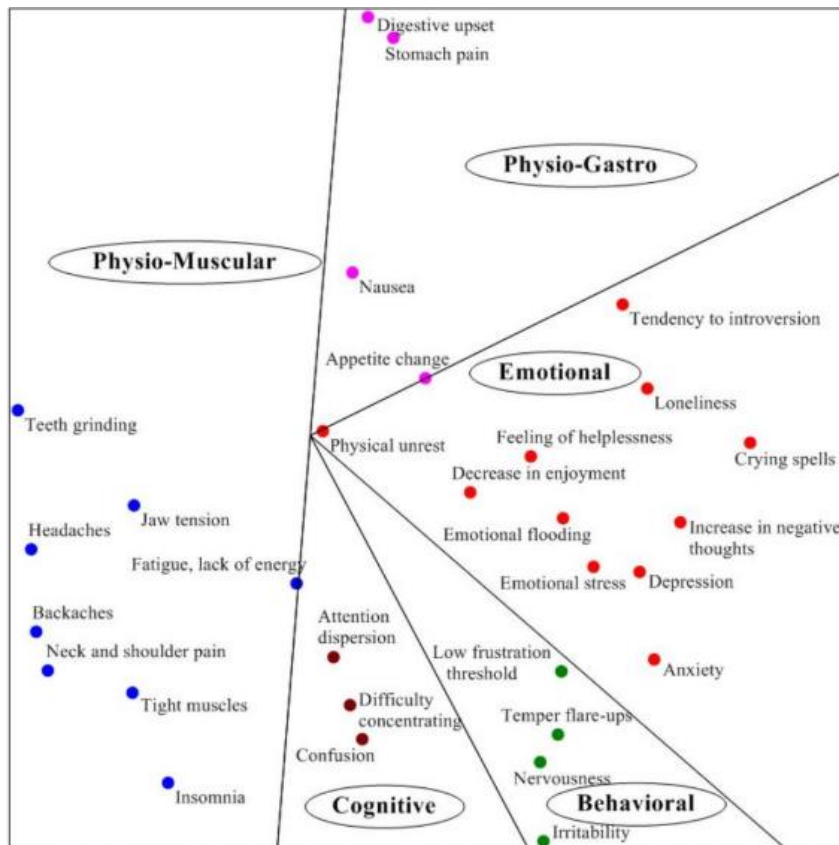 Digestive upset
Stomach pain
Physio-Gastro
Physio-Muscular
Nausea
Tendency to introversion
Appetite change
Emotional
Loneliness
Teeth grinding
Physical unrest
Feeling of helplessness
Crying spells
Decrease in enjoyment
Jaw tension
Headaches
Emotional flooding
Increase in negative
thoughts
Fatigue, lack of energy
Emotional stress
Depression
Backaches
Attention
dispersion
Neck and shoulder pain
Low frustration
threshold
Anxiety
Tight muscles
Difficulty
concentrating
Temper flare-ups
Confusion
Nervousness
Insomnia
Cognitive
Behavioral
Irritability